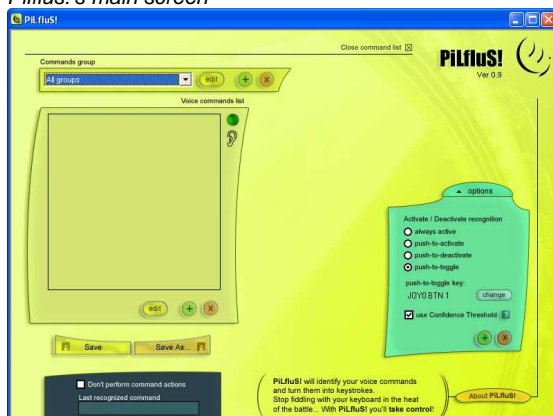 Pilflus!'s main screen
PiLfluS!
Close command list
PiLfluS!
Ver 0.9
Commands group
All groups
edit
Voice commands list
options
Activate / Deactivate recognition
always active
push-to-activate
push-to-deactivate
push-to-toggle
push-to-toggle key:
JOY0 BTN 1 change
use Confidence Threshold ?
edit
Save Save As...
Don't perform command actions
Last recognized command
PiLfluS! will identify your voice commands
and turn them into keystrokes.
Stop fiddling with your keyboard in the heat
of the battle... With PiLfluS! you'll take control!
About PiLfluS!